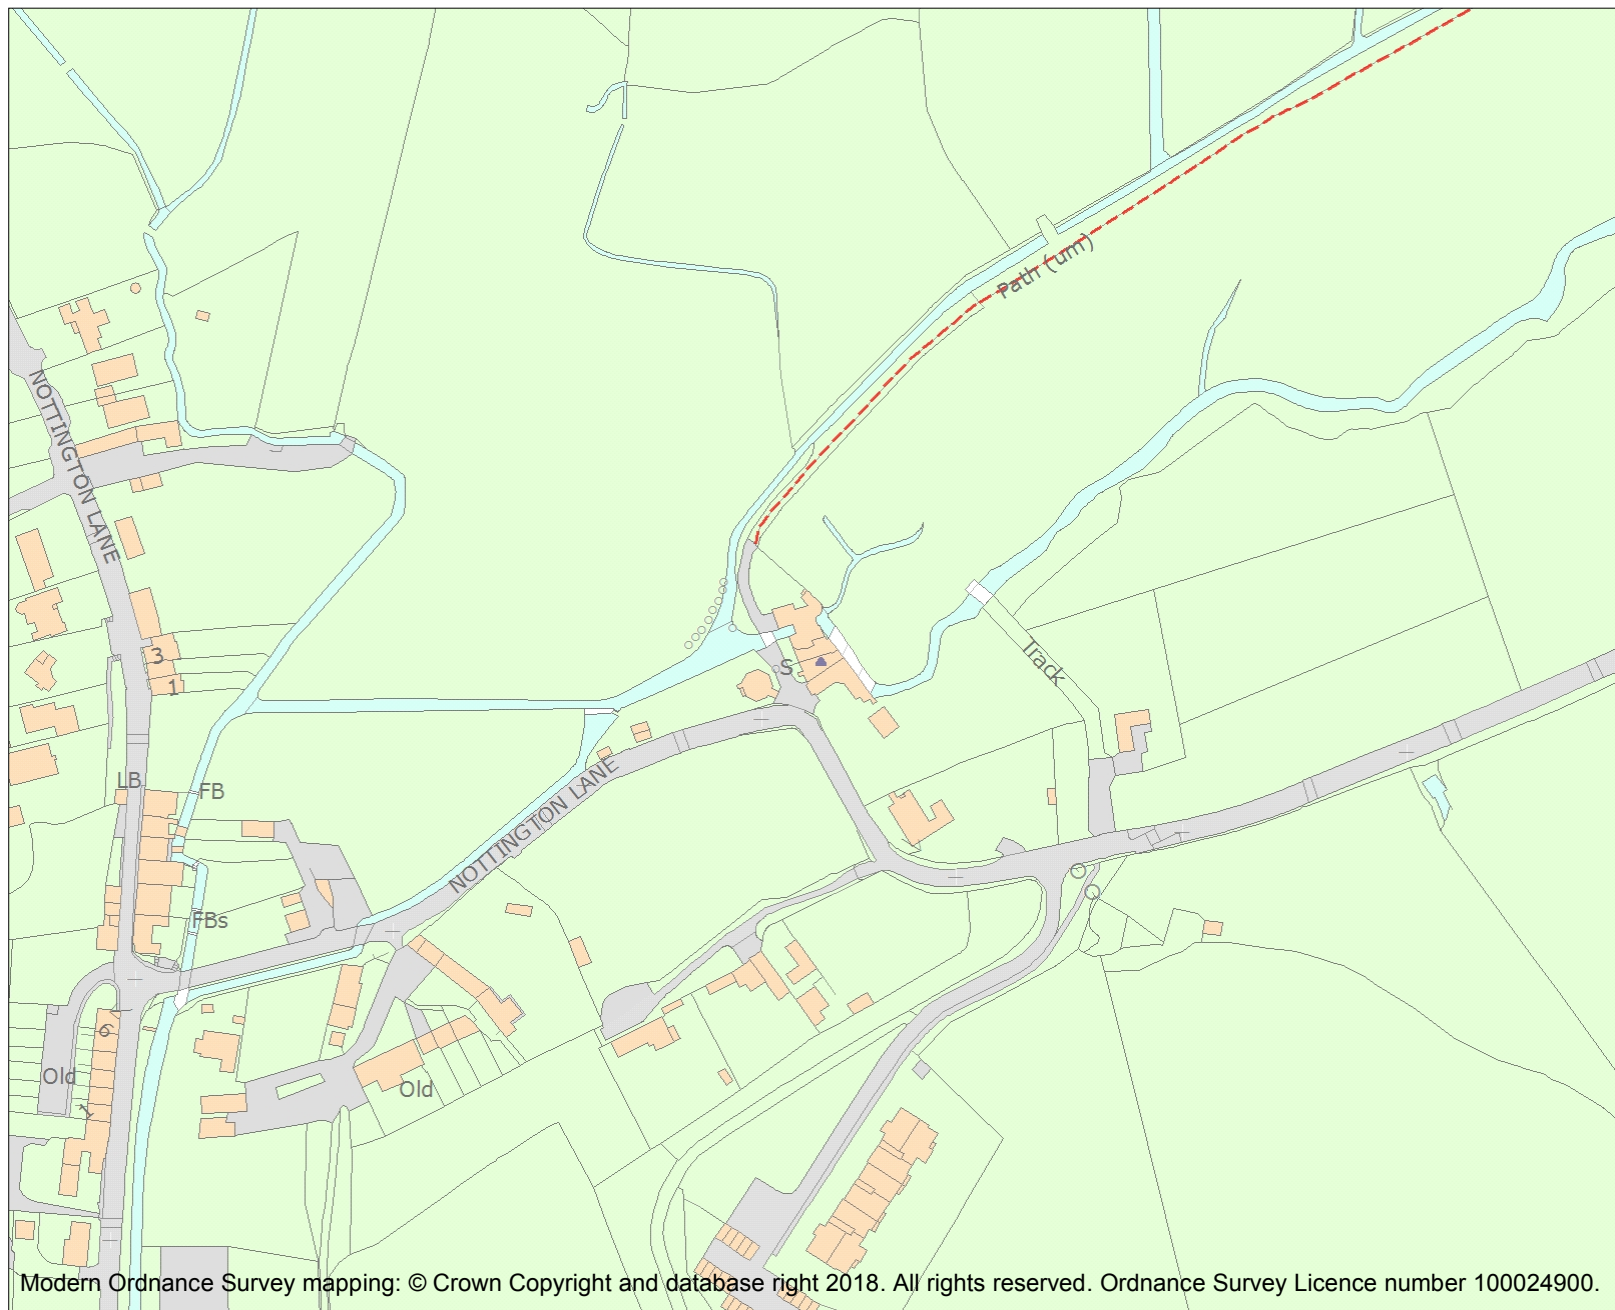 Path (um)
NOTTINGTON LANE
3
1
S
Track
LB
FB
NOTTINGTON LANE
FBs
6
Old
Old
1
Modern Ordnance Survey mapping: © Crown Copyright and database right 2018. All rights reserved. Ordnance Survey Licence number 100024900.